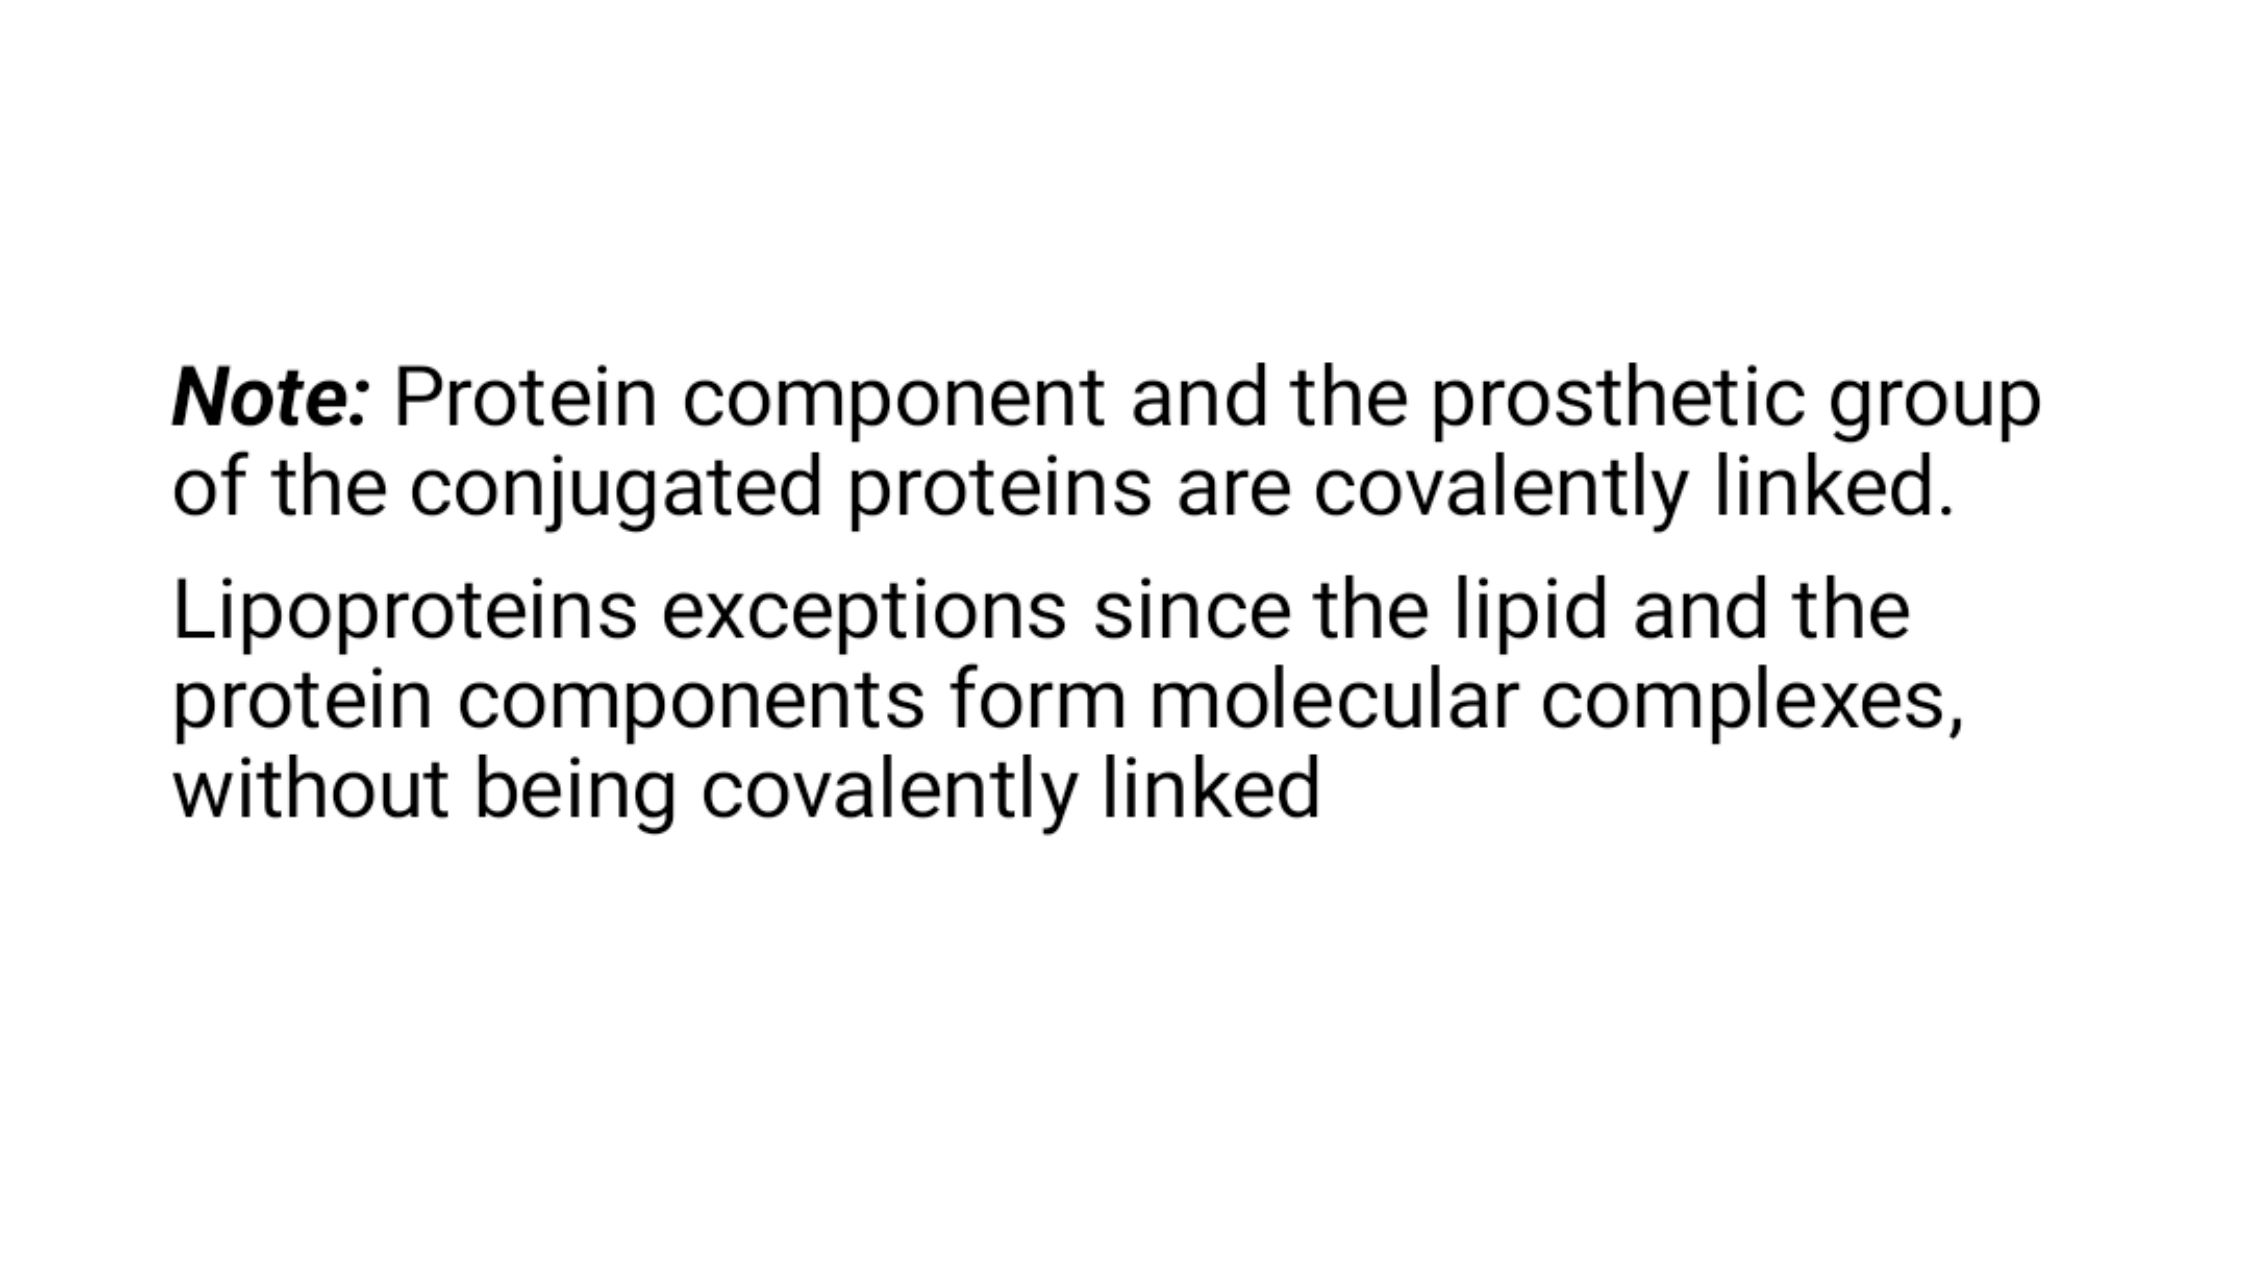 Note: Protein component and the prosthetic group
of the conjugated proteins are covalently linked.
Lipoproteins exceptions since the lipid and the
protein components form molecular complexes,
without being covalently linked